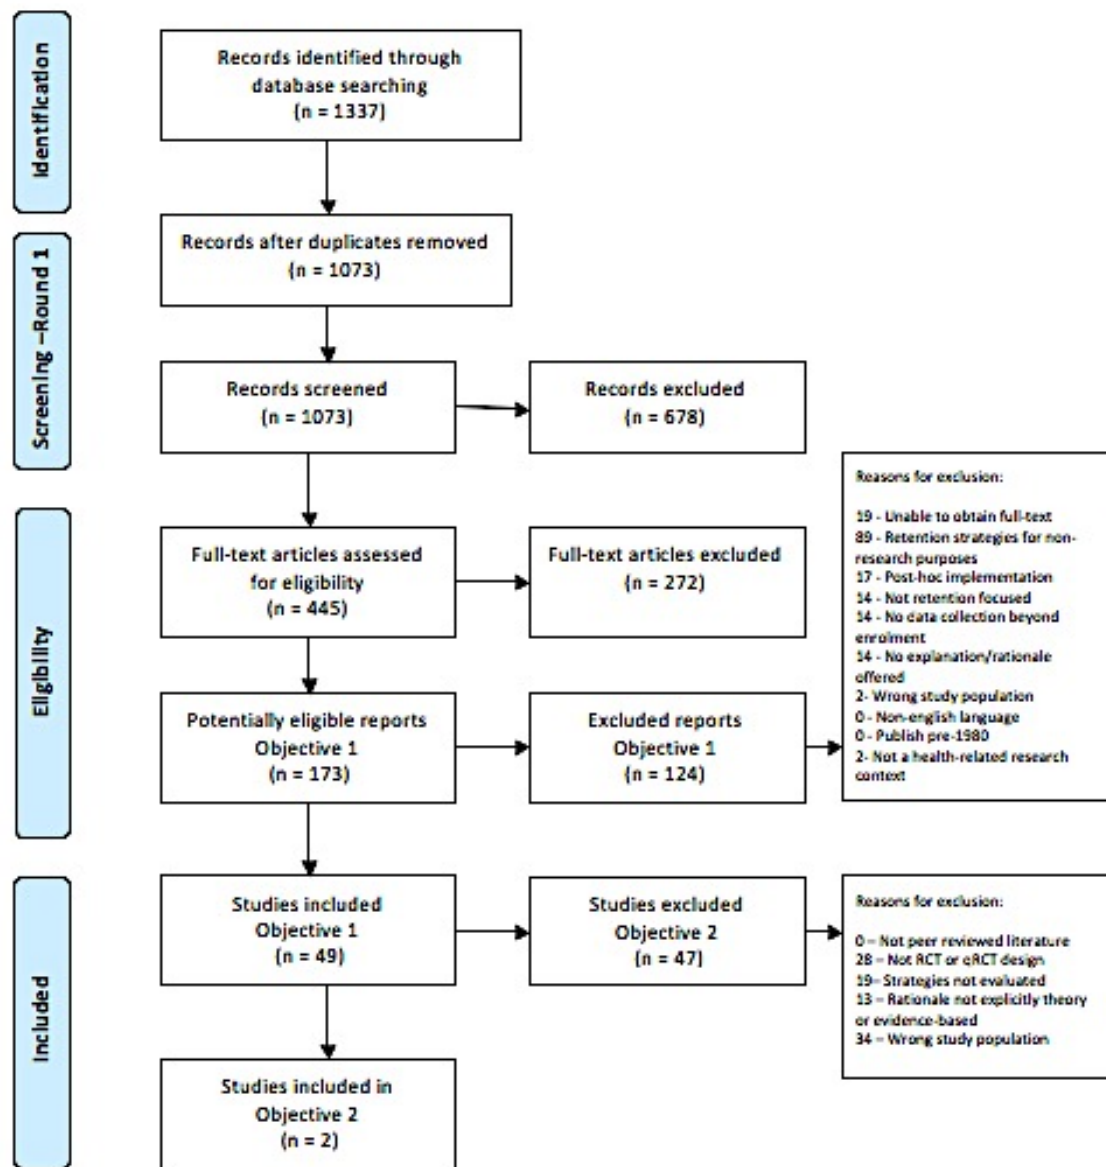 Identification
Records identified through
database searching
(n = 1337)
Screening –Round 1
Records after duplicates removed
(n = 1073)
Records screened
(n = 1073)
Records excluded
(n = 678)
Eligibility
Full-text articles assessed
for eligibility
(n = 445)
Full-text articles excluded
(n = 272)
Potentially eligible reports
Objective 1
(n = 173)
Excluded reports
Objective 1
(n = 124)
Reasons for exclusion:
19 - Unable to obtain full-text
89 - Retention strategies for non-
research purposes
17 - Post-hoc implementation
14 - Not retention focused
14 - No data collection beyond
enrolment
14 - No explanation/rationale
offered
2- Wrong study population
0 - Non-english language
0 - Publish pre-1980
2- Not a health-related research
context
Included
Studies included
Objective 1
(n = 49)
Studies excluded
Objective 2
(n = 47)
Reasons for exclusion:
0 – Not peer reviewed literature
28 – Not RCT or qRCT design
19– Strategies not evaluated
13 – Rationale not explicitly theory
or evidence-based
34 – Wrong study population
Studies included in
Objective 2
(n = 2)